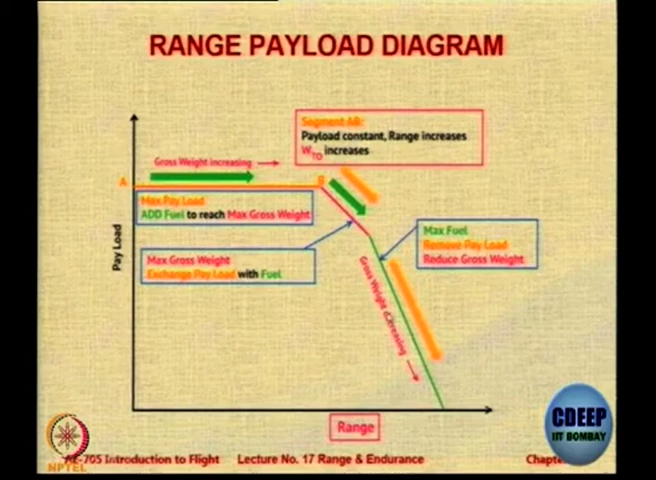 RANGE PAYLOAD DIAGRAM
Segment AB:
Payload constant, Range increases
WTO increases
Gross Weight increasing
A
B
Max Pay Load
ADD Fuel to reach Max Gross Weight
Max Gross Weight
Exchange Pay Load with Fuel
Max Fuel
Remove Pay Load
Reduce Gross Weight
Pay Load
Gross Weight decreasing
Range
CDEEP
IIT BOMBAY
NPTEL
AE-705 Introduction to Flight Lecture No. 17 Range & Endurance